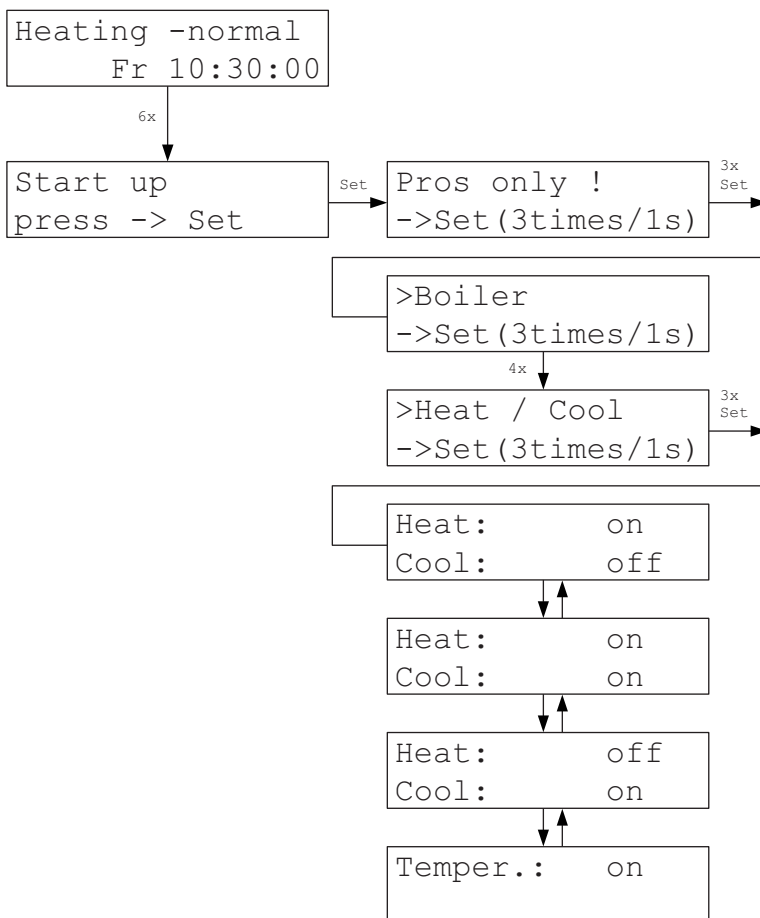 Heating -normal
Fr 10:30:00
6x
Start up
press -> Set
Set
Pros only !
->Set(3times/1s)
3x
Set
>Boiler
->Set(3times/1s)
4x
>Heat / Cool
->Set(3times/1s)
3x
Set
Heat: on
Cool: off
Heat: on
Cool: on
Heat: off
Cool: on
Temper.: on